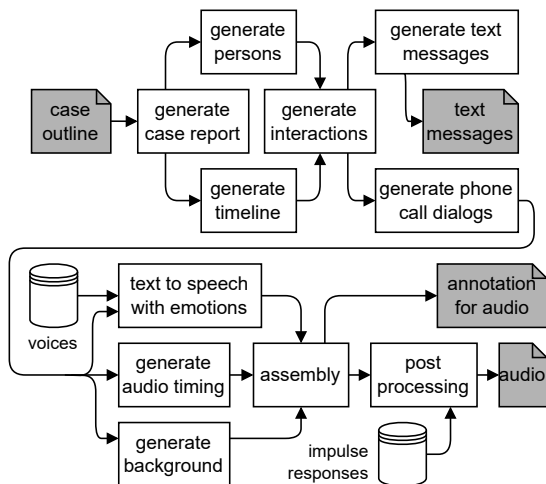 generate
persons
generate text
messages
case
outline
generate
case report
generate
interactions
text
messages
generate
timeline
generate phone
call dialogs
voices
text to speech
with emotions
annotation
for audio
generate
audio timing
assembly
post
processing
audio
generate
background
impulse
responses